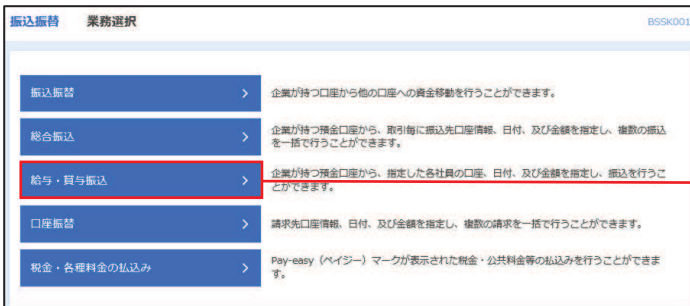 振込振替 業務選択 BSSK001
振込振替 >
企業が持つ口座から他の口座への資金移動を行うことができます。
総合振込 >
企業が持つ預金口座から、取引毎に振込先口座情報、日付、及び金額を指定し、複数の振込
を一括で行うことができます。
給与・賞与振込 >
企業が持つ預金口座から、指定した各社員の口座、日付、及び金額を指定し、振込を行うこ
とができます。
口座振替 >
請求先口座情報、日付、及び金額を指定し、複数の請求を一括で行うことができます。
税金・各種料金の払込み >
Pay-easy（ペイジー）マークが表示された税金・公共料金等の払込みを行うことができま
す。